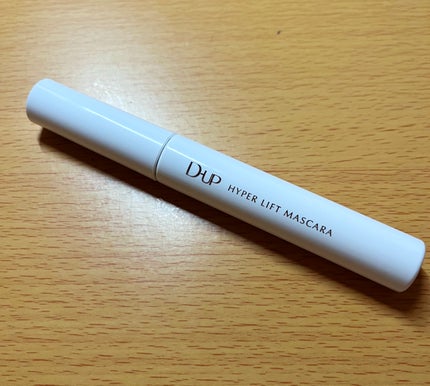 D-UP HYPER LIFT MASCARA